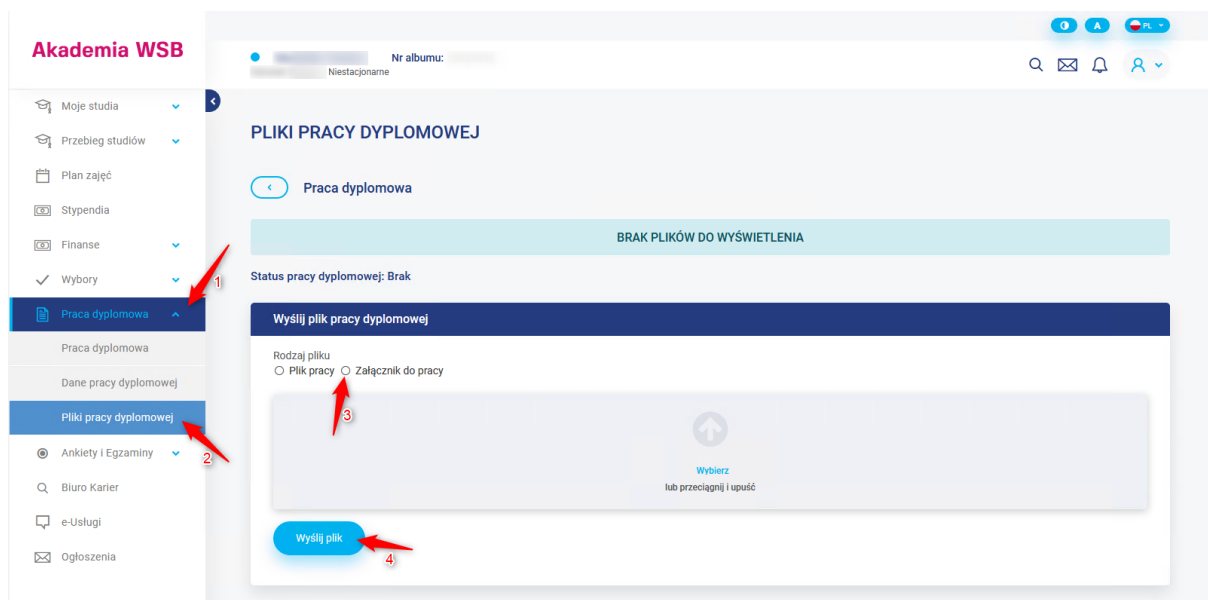 PL
A
Akademia WSB
Nr albumu:
Niestacjonarne
Moje studia
Przebieg studiów
Plan zajęć
Stypendia
Finanse
Wybory
Praca dyplomowa
Praca dyplomowa
Dane pracy dyplomowej
Pliki pracy dyplomowej
Ankiety i Egzaminy
Biuro Karier
e-Usługi
Ogłoszenia
1
2
PLIKI PRACY DYPLOMOWEJ
Praca dyplomowa
BRAK PLIKÓW DO WYŚWIETLENIA
Status pracy dyplomowej: Brak
Wyślij plik pracy dyplomowej
Rodzaj pliku
Plik pracy Załącznik do pracy
3
Wybierz
lub przeciągnij i upuść
Wyślij plik
4